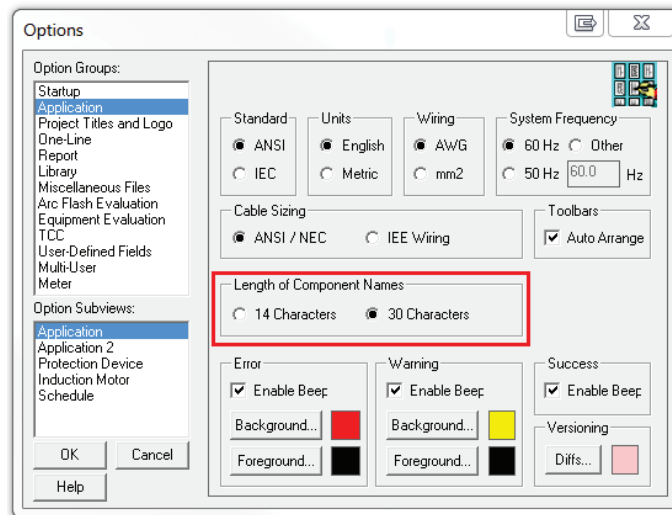 Options
Option Groups:
Startup
Application
Project Titles and Logo
One-Line
Report
Library
Miscellaneous Files
Arc Flash Evaluation
Equipment Evaluation
TCC
User-Defined Fields
Multi-User
Meter
Option Subviews:
Application
Application 2
Protection Device
Induction Motor
Schedule
OK Cancel
Help
Standard Units Wiring System Frequency
ANSI English AWG 60 Hz Other
IEC Metric mm2 50 Hz 60.0 Hz
Cable Sizing Toolbars
ANSI / NEC IEE Wiring Auto Arrange
Length of Component Names
14 Characters 30 Characters
Error Warning Success
Enable Beep Enable Beep Enable Beep
Background... Background... Versioning
Foreground... Foreground... Diffs...